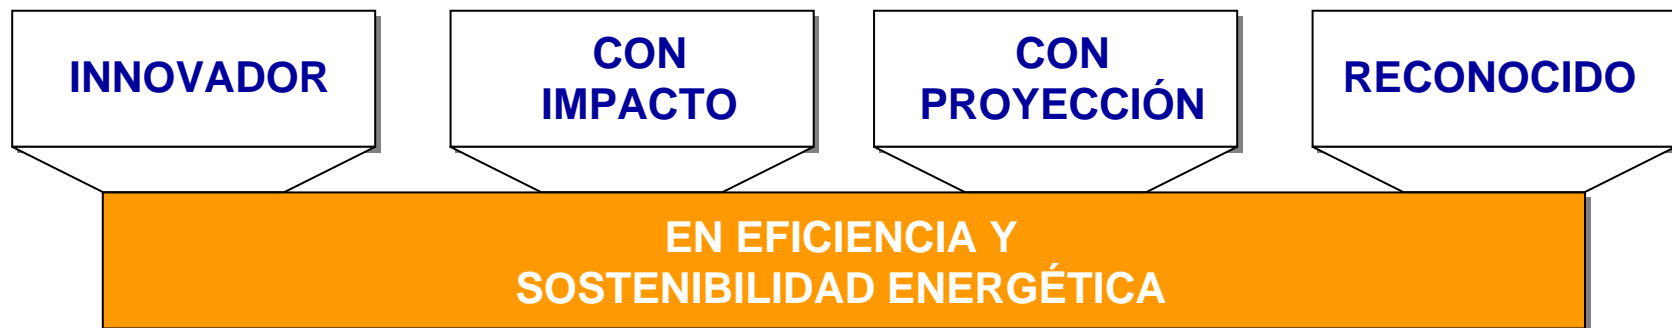 INNOVADOR
CON
IMPACTO
CON
PROYECCIÓN
RECONOCIDO
EN EFICIENCIA Y
SOSTENIBILIDAD ENERGÉTICA